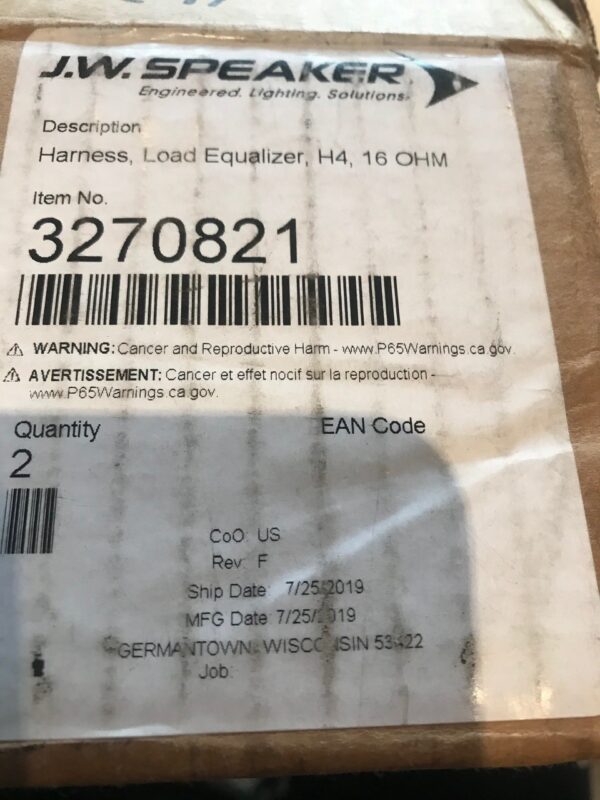 J.W. SPEAKER
Engineered. Lighting. Solutions.
Description
Harness, Load Equalizer, H4, 16 OHM
Item No.
3270821
WARNING: Cancer and Reproductive Harm - www.P65Warnings.ca.gov.
AVERTISSEMENT: Cancer et effet nocif sur la reproduction -
www.P65Warnings.ca.gov.
Quantity EAN Code
2
CoO: US
Rev: F
Ship Date: 7/25/2019
MFG Date 7/25/2019
GERMANTOWN, WISCONSIN
Job: